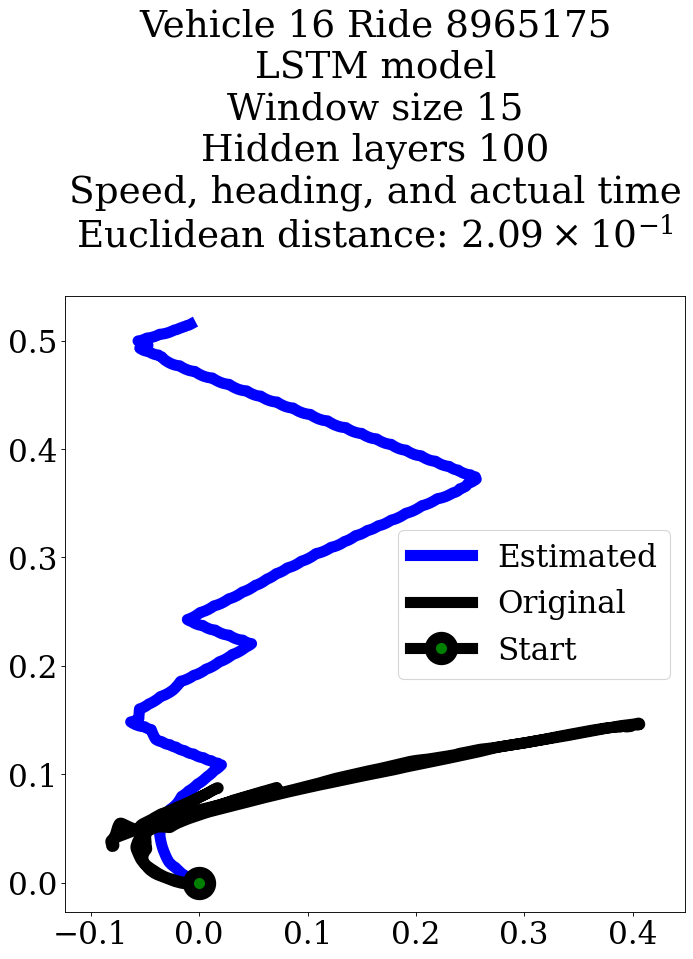 Vehicle 16 Ride 8965175
LSTM model
Window size 15
Hidden layers 100
Speed, heading, and actual time
Euclidean distance: 2.09 × 10⁻¹
0.5
0.4
0.3
0.2
0.1
0.0
Estimated
Original
Start
−0.1 0.0 0.1 0.2 0.3 0.4